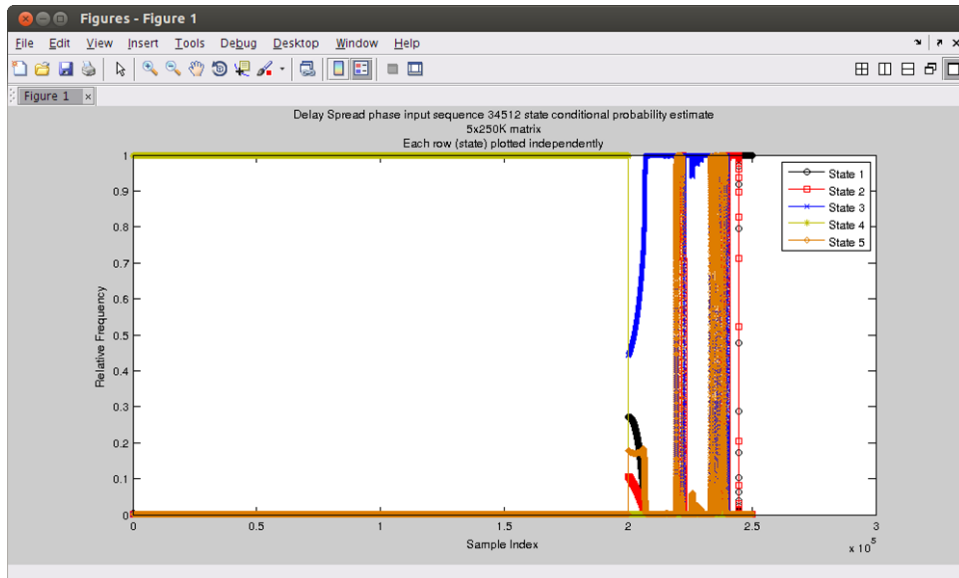 Figures - Figure 1
File Edit View Insert Tools Debug Desktop Window Help
Figure 1
Delay Spread phase input sequence 34512 state conditional probability estimate
5x250K matrix
Each row (state) plotted independently
1
0.9
0.8
0.7
0.6
0.5
0.4
0.3
0.2
0.1
0
Relative Frequency
State 1
State 2
State 3
State 4
State 5
0 0.5 1 1.5 2 2.5 3
Sample Index
x 10^5